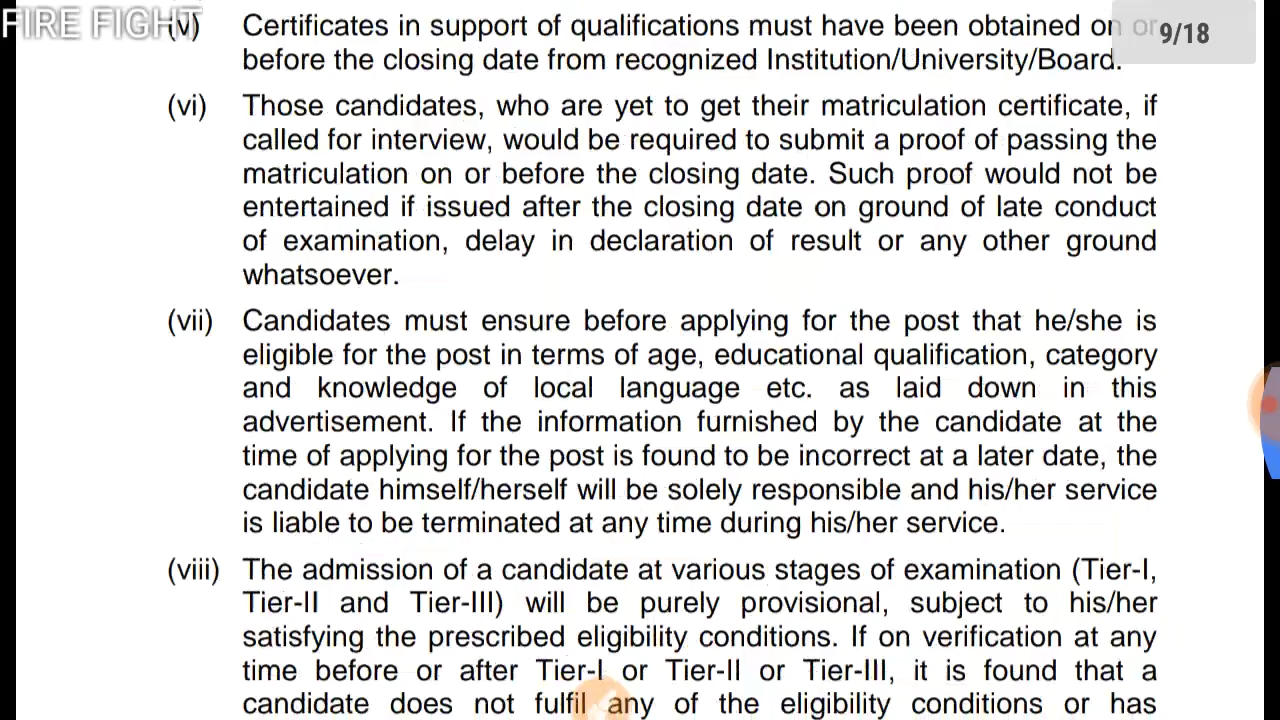 FIRE FIGHT
9/18
(v) Certificates in support of qualifications must have been obtained on or
before the closing date from recognized Institution/University/Board.
(vi) Those candidates, who are yet to get their matriculation certificate, if
called for interview, would be required to submit a proof of passing the
matriculation on or before the closing date. Such proof would not be
entertained if issued after the closing date on ground of late conduct
of examination, delay in declaration of result or any other ground
whatsoever.
(vii) Candidates must ensure before applying for the post that he/she is
eligible for the post in terms of age, educational qualification, category
and knowledge of local language etc. as laid down in this
advertisement. If the information furnished by the candidate at the
time of applying for the post is found to be incorrect at a later date, the
candidate himself/herself will be solely responsible and his/her service
is liable to be terminated at any time during his/her service.
(viii) The admission of a candidate at various stages of examination (Tier-I,
Tier-II and Tier-III) will be purely provisional, subject to his/her
satisfying the prescribed eligibility conditions. If on verification at any
time before or after Tier-I or Tier-II or Tier-III, it is found that a
candidate does not fulfil any of the eligibility conditions or has